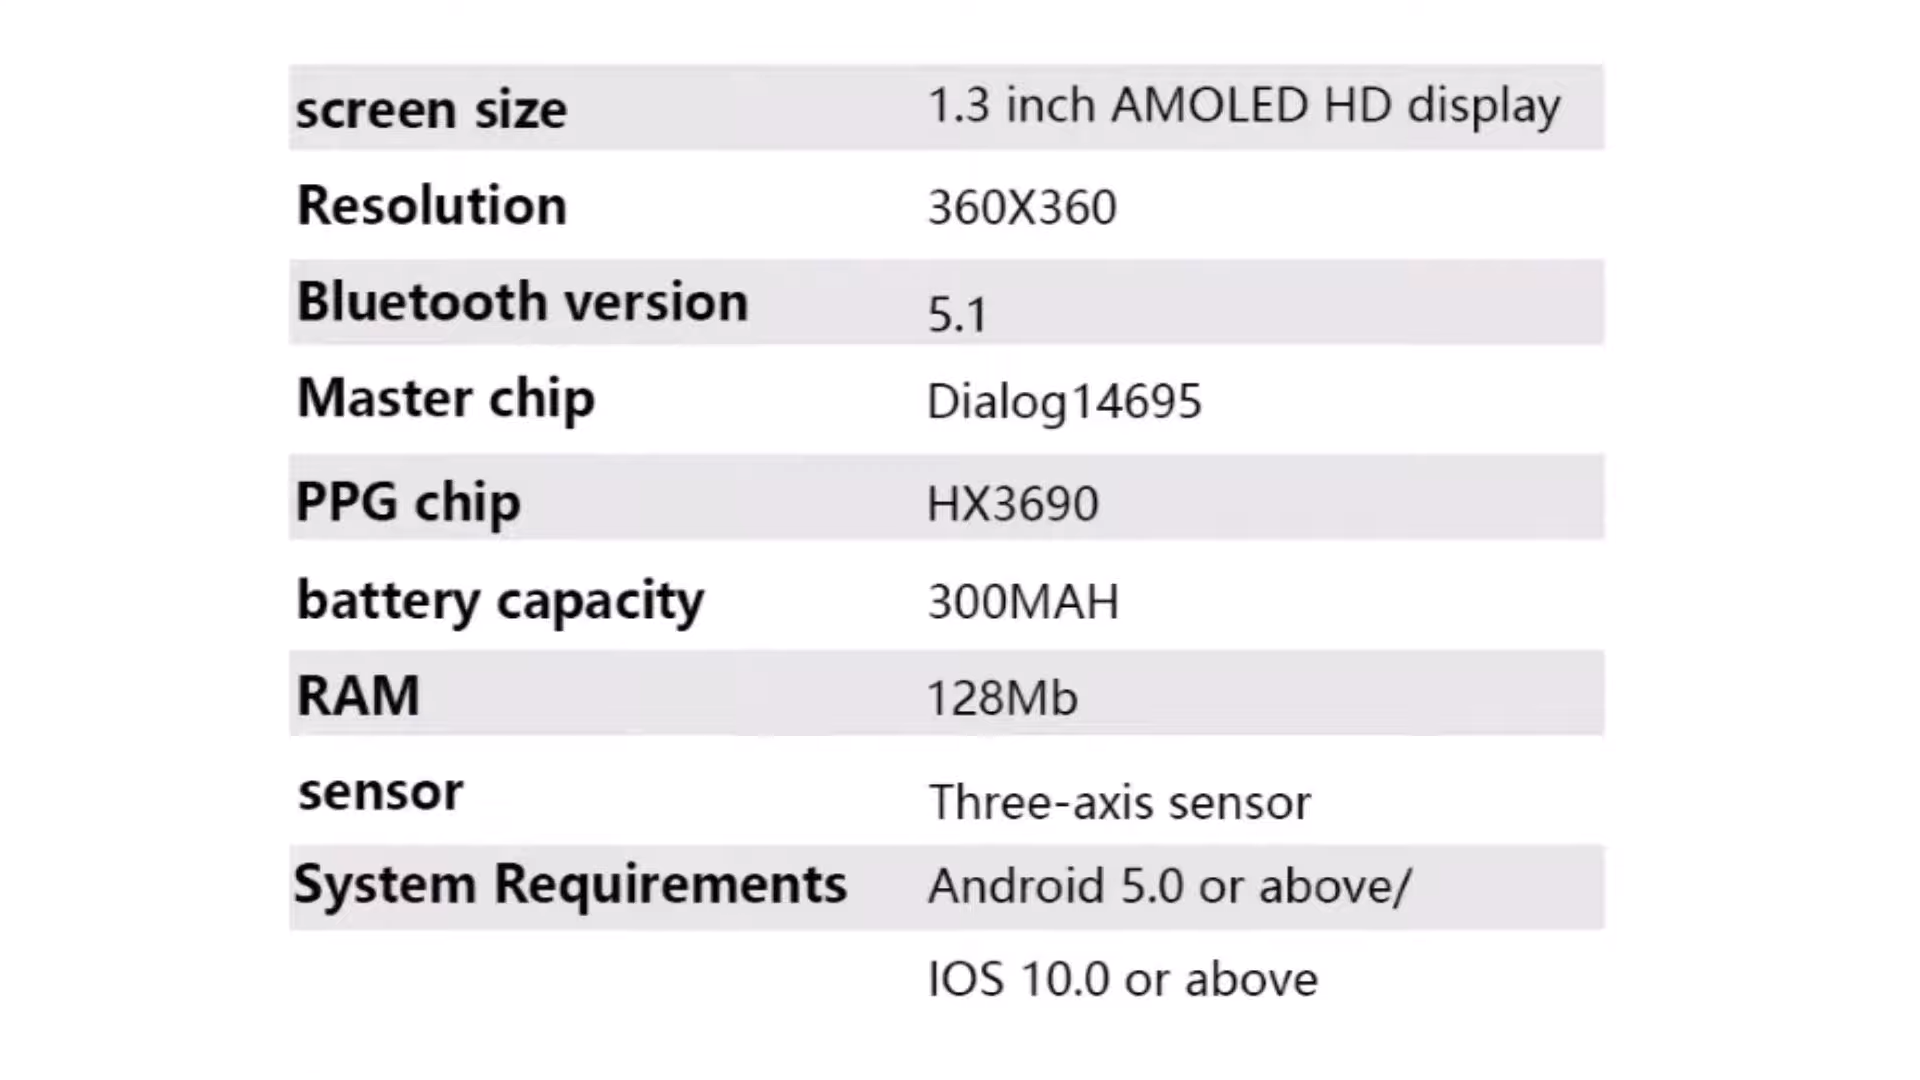 screen size 1.3 inch AMOLED HD display
Resolution 360X360
Bluetooth version 5.1
Master chip Dialog14695
PPG chip HX3690
battery capacity 300MAH
RAM 128Mb
sensor Three-axis sensor
System Requirements Android 5.0 or above/
IOS 10.0 or above